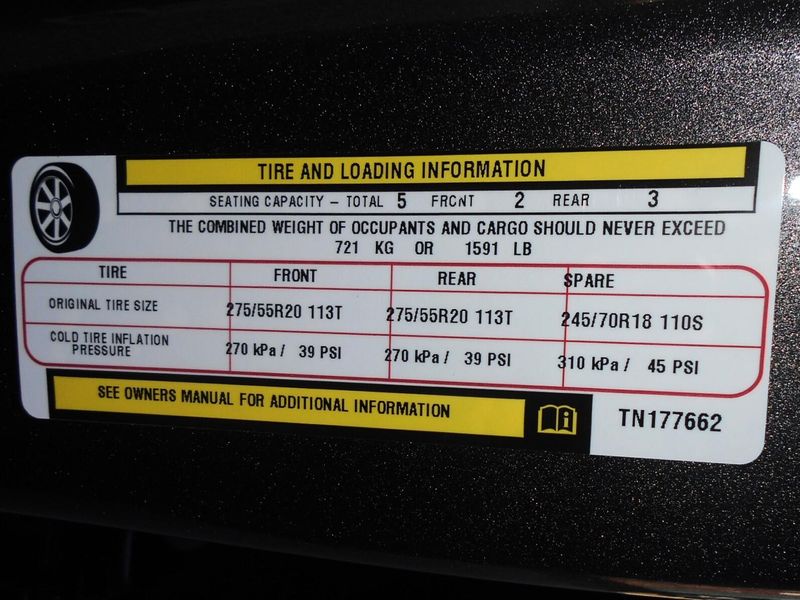 TIRE AND LOADING INFORMATION
SEATING CAPACITY – TOTAL 5 FRONT 2 REAR 3
THE COMBINED WEIGHT OF OCCUPANTS AND CARGO SHOULD NEVER EXCEED
721 KG OR 1591 LB
TIRE FRONT REAR SPARE
ORIGINAL TIRE SIZE 275/55R20 113T 275/55R20 113T 245/70R18 110S
COLD TIRE INFLATION
PRESSURE 270 kPa / 39 PSI 270 kPa / 39 PSI 310 kPa / 45 PSI
SEE OWNERS MANUAL FOR ADDITIONAL INFORMATION
TN177662